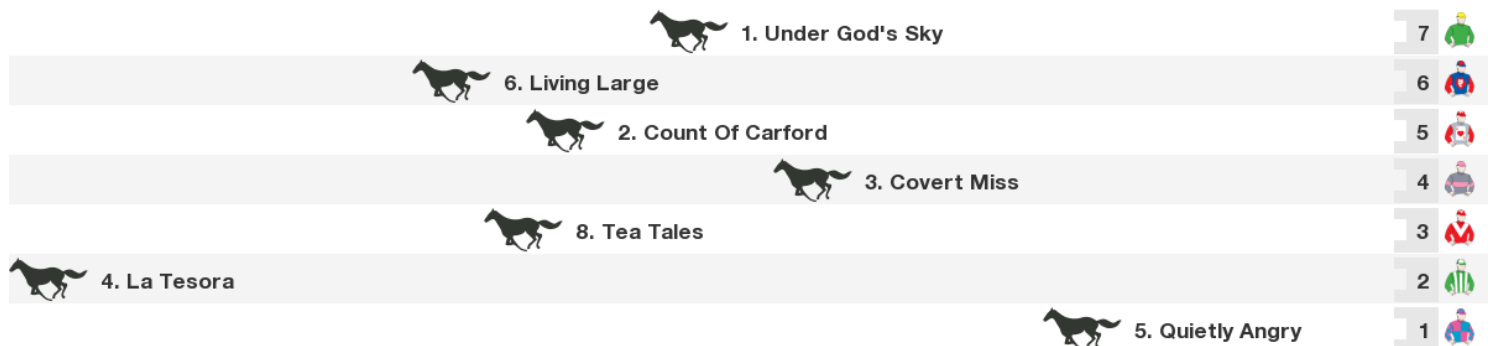 1. Under God's Sky 7
6. Living Large 6
2. Count Of Carford 5
3. Covert Miss 4
8. Tea Tales 3
4. La Tesora 2
5. Quietly Angry 1